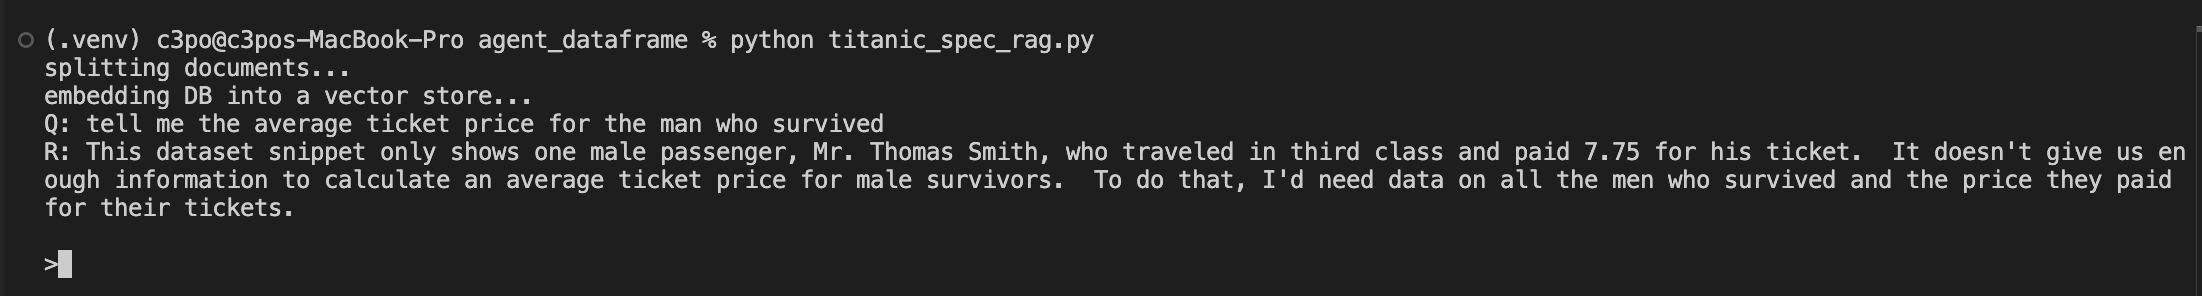 (.venv) c3po@c3pos-MacBook-Pro agent_dataframe % python titanic_spec_rag.py
splitting documents...
embedding DB into a vector store...
Q: tell me the average ticket price for the man who survived
R: This dataset snippet only shows one male passenger, Mr. Thomas Smith, who traveled in third class and paid 7.75 for his ticket.  It doesn't give us en
ough information to calculate an average ticket price for male survivors.  To do that, I'd need data on all the men who survived and the price they paid
for their tickets.
>